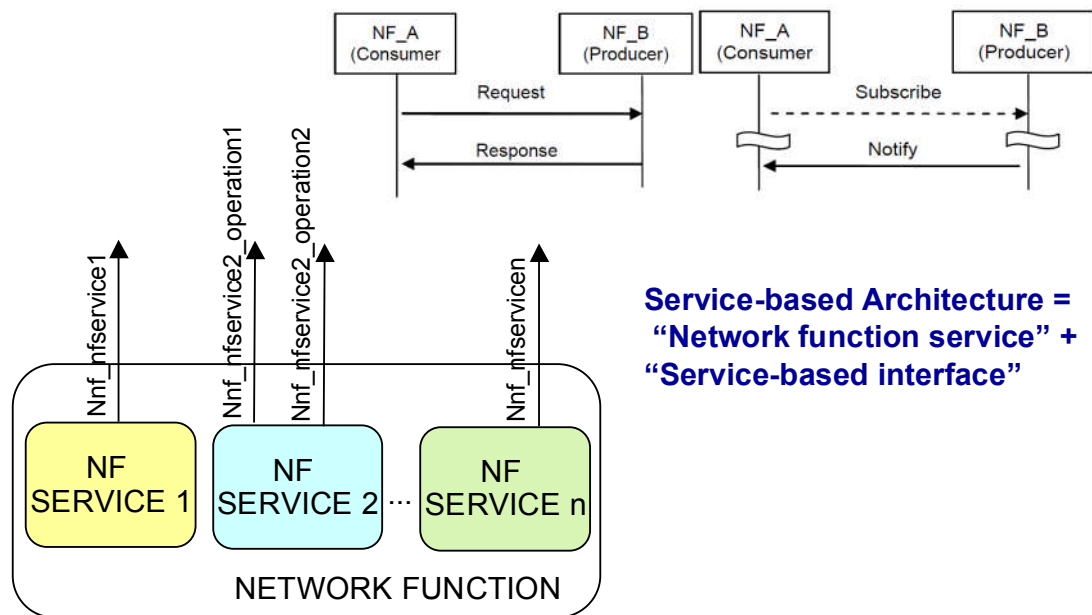 NF_A
(Consumer
NF_B
(Producer)
NF_A
(Consumer)
NF_B
(Producer)
Request
Response
Subscribe
Notify
Nnf_nfservice1
Nnf_nfservice2_operation1
Nnf_nfservice2_operation2
Nnf_nfservicen
Service-based Architecture =
“Network function service” +
“Service-based interface”
NF
SERVICE 1
NF
SERVICE 2
...
NF
SERVICE n
NETWORK FUNCTION